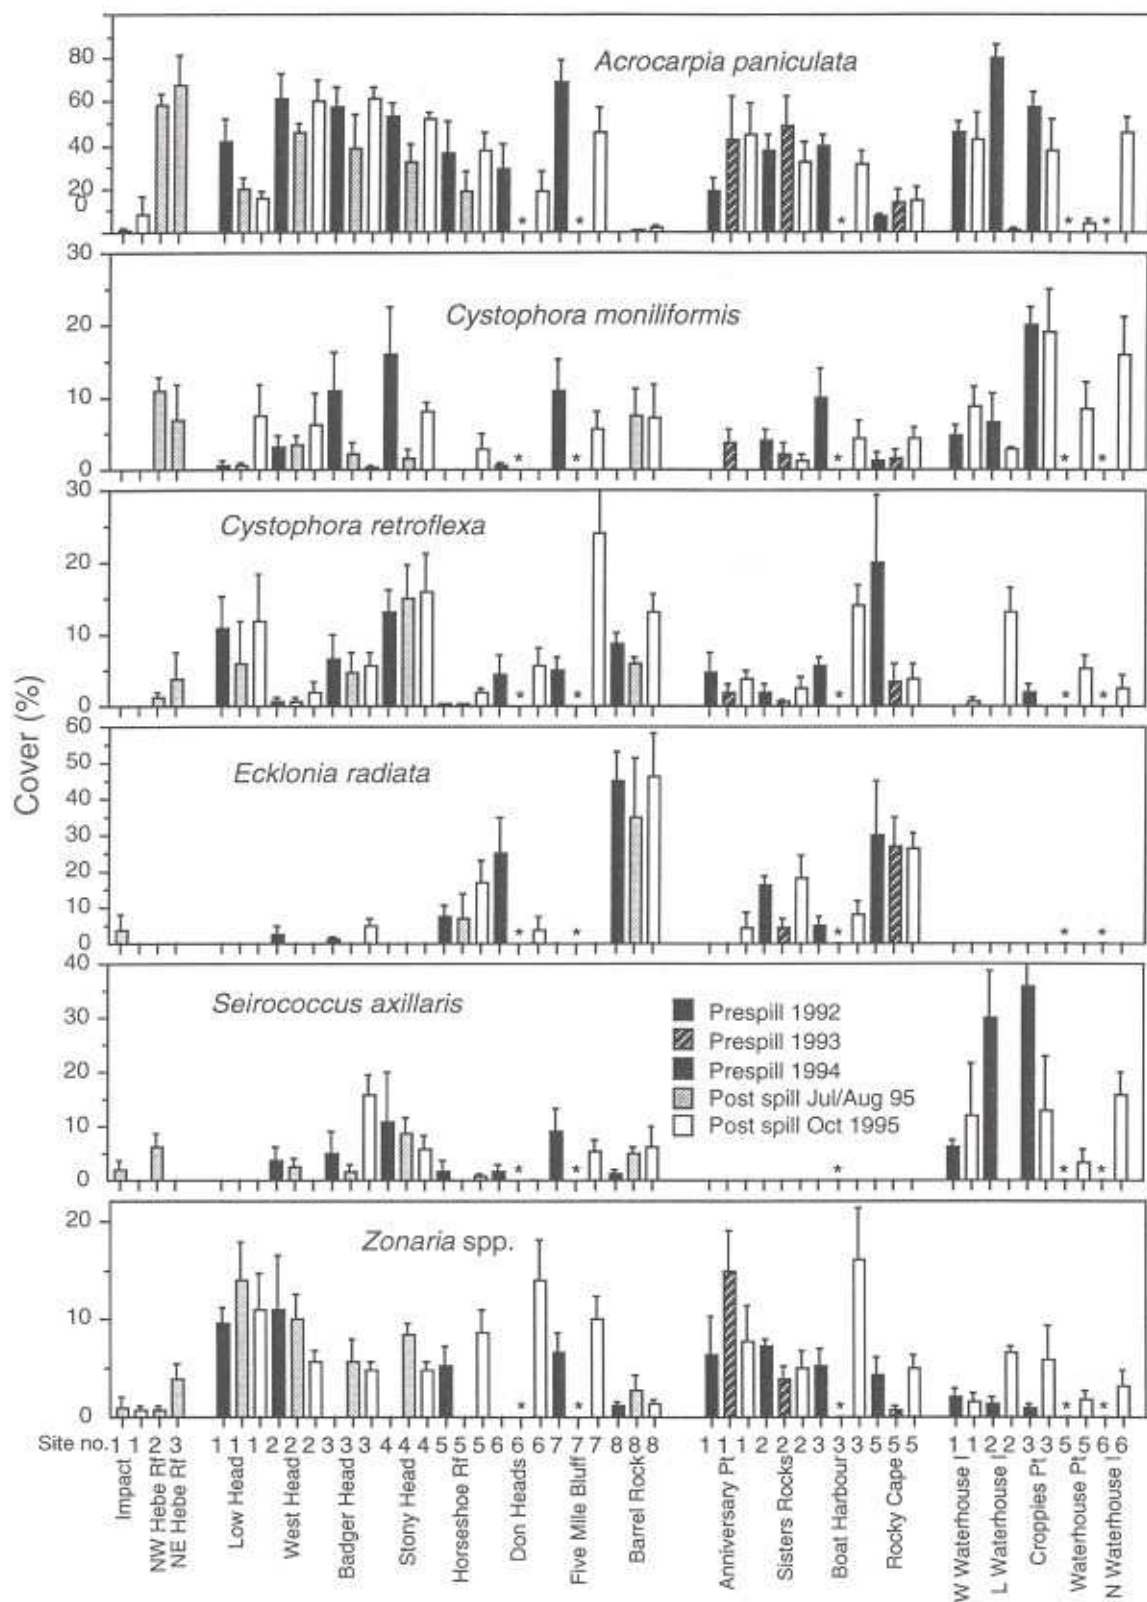 Cover (%)
80
60
40
20
0
Acrocarpia paniculata
* * * * *
30
20
10
0
Cystophora moniliformis
* * * * *
30
20
10
0
Cystophora retroflexa
* * * * *
60
50
40
30
20
10
0
Ecklonia radiata
* * * * *
40
30
20
10
0
Seirococcus axillaris
Prespill 1992
Prespill 1993
Prespill 1994
Post spill Jul/Aug 95
Post spill Oct 1995
* * * * *
20
10
0
Zonaria spp.
* * * * *
Site no. 1 1 2 3 1 1 1 2 2 2 3 3 3 4 4 4 5 5 5 6 6 6 7 7 7 8 8 8 1 1 1 2 2 2 3 3 3 5 5 5 1 1 2 2 3 3 5 5 6 6
Impact
NW Hebe Rf
NE Hebe Rf
Low Head
West Head
Badger Head
Stony Head
Horseshoe Rf
Don Heads
Five Mile Bluff
Barrel Rock
Anniversary Pt
Sisters Rocks
Boat Harbour
Rocky Cape
W Waterhouse I
L Waterhouse I
Croppies Pt
Waterhouse Pt
N Waterhouse I